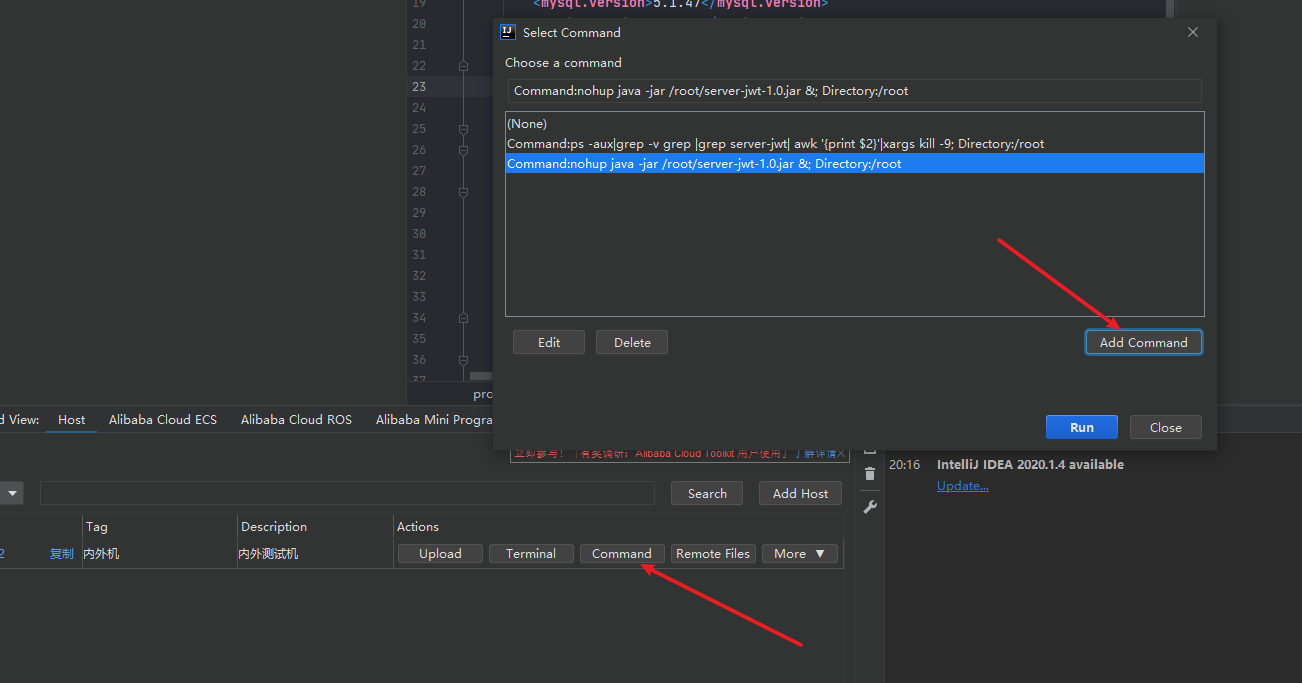 19
<mysql.version>5.1.47</mysql.version>
20
21
22
23
24
25
26
27
28
29
30
31
32
33
34
35
36
37
Select Command
Choose a command
Command:nohup java -jar /root/server-jwt-1.0.jar &; Directory:/root
(None)
Command:ps -aux|grep -v grep |grep server-jwt| awk '{print $2}'|xargs kill -9; Directory:/root
Command:nohup java -jar /root/server-jwt-1.0.jar &; Directory:/root
Edit Delete Add Command
Run Close
pro
d View: Host Alibaba Cloud ECS Alibaba Cloud ROS Alibaba Mini Progra
立即参与！「有奖调研：Alibaba Cloud Toolkit 用户使用」了解详情X
20:16 IntelliJ IDEA 2020.1.4 available
Update...
Search Add Host
Tag Description Actions
2 复制 内外机 内外测试机 Upload Terminal Command Remote Files More ▼